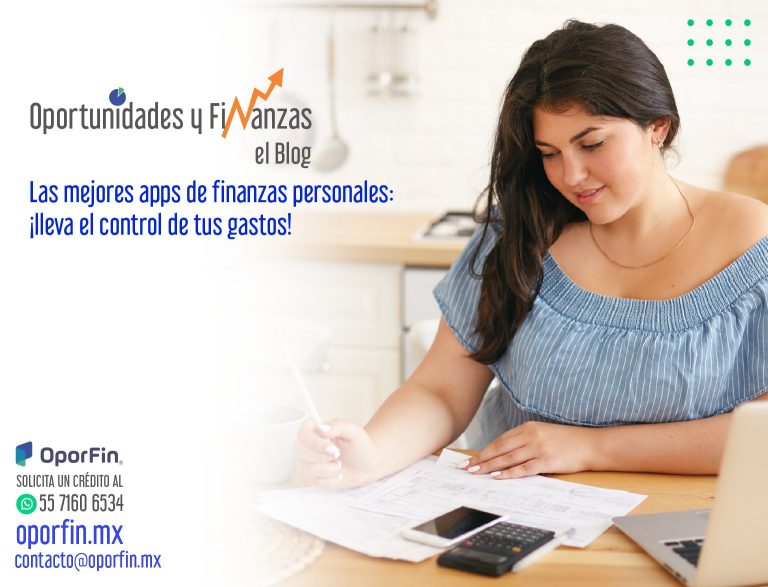 Oportunidades y FiNanzas
el Blog
Las mejores apps de finanzas personales:
¡lleva el control de tus gastos!
OporFin®
SOLICITA UN CRÉDITO AL
55 7160 6534
oporfin.mx
contacto@oporfin.mx